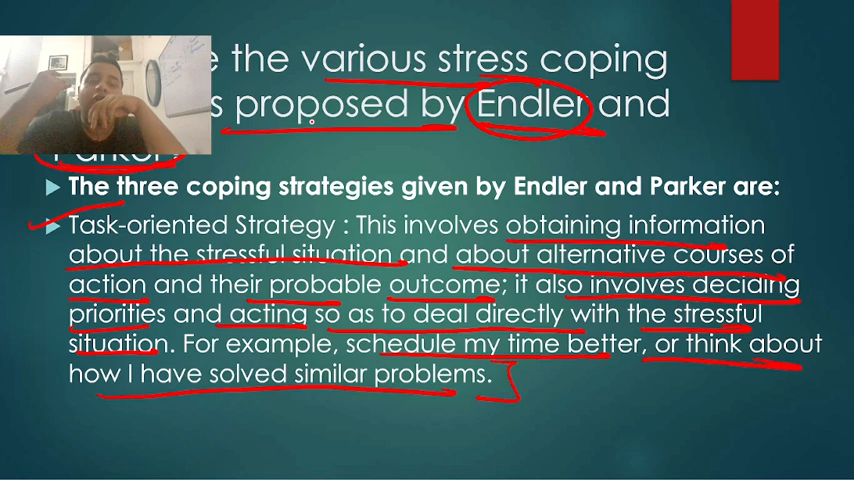 e the various stress coping
s proposed by Endler and
Parker?
The three coping strategies given by Endler and Parker are:
Task-oriented Strategy : This involves obtaining information
about the stressful situation and about alternative courses of
action and their probable outcome; it also involves deciding
priorities and acting so as to deal directly with the stressful
situation. For example, schedule my time better, or think about
how I have solved similar problems.